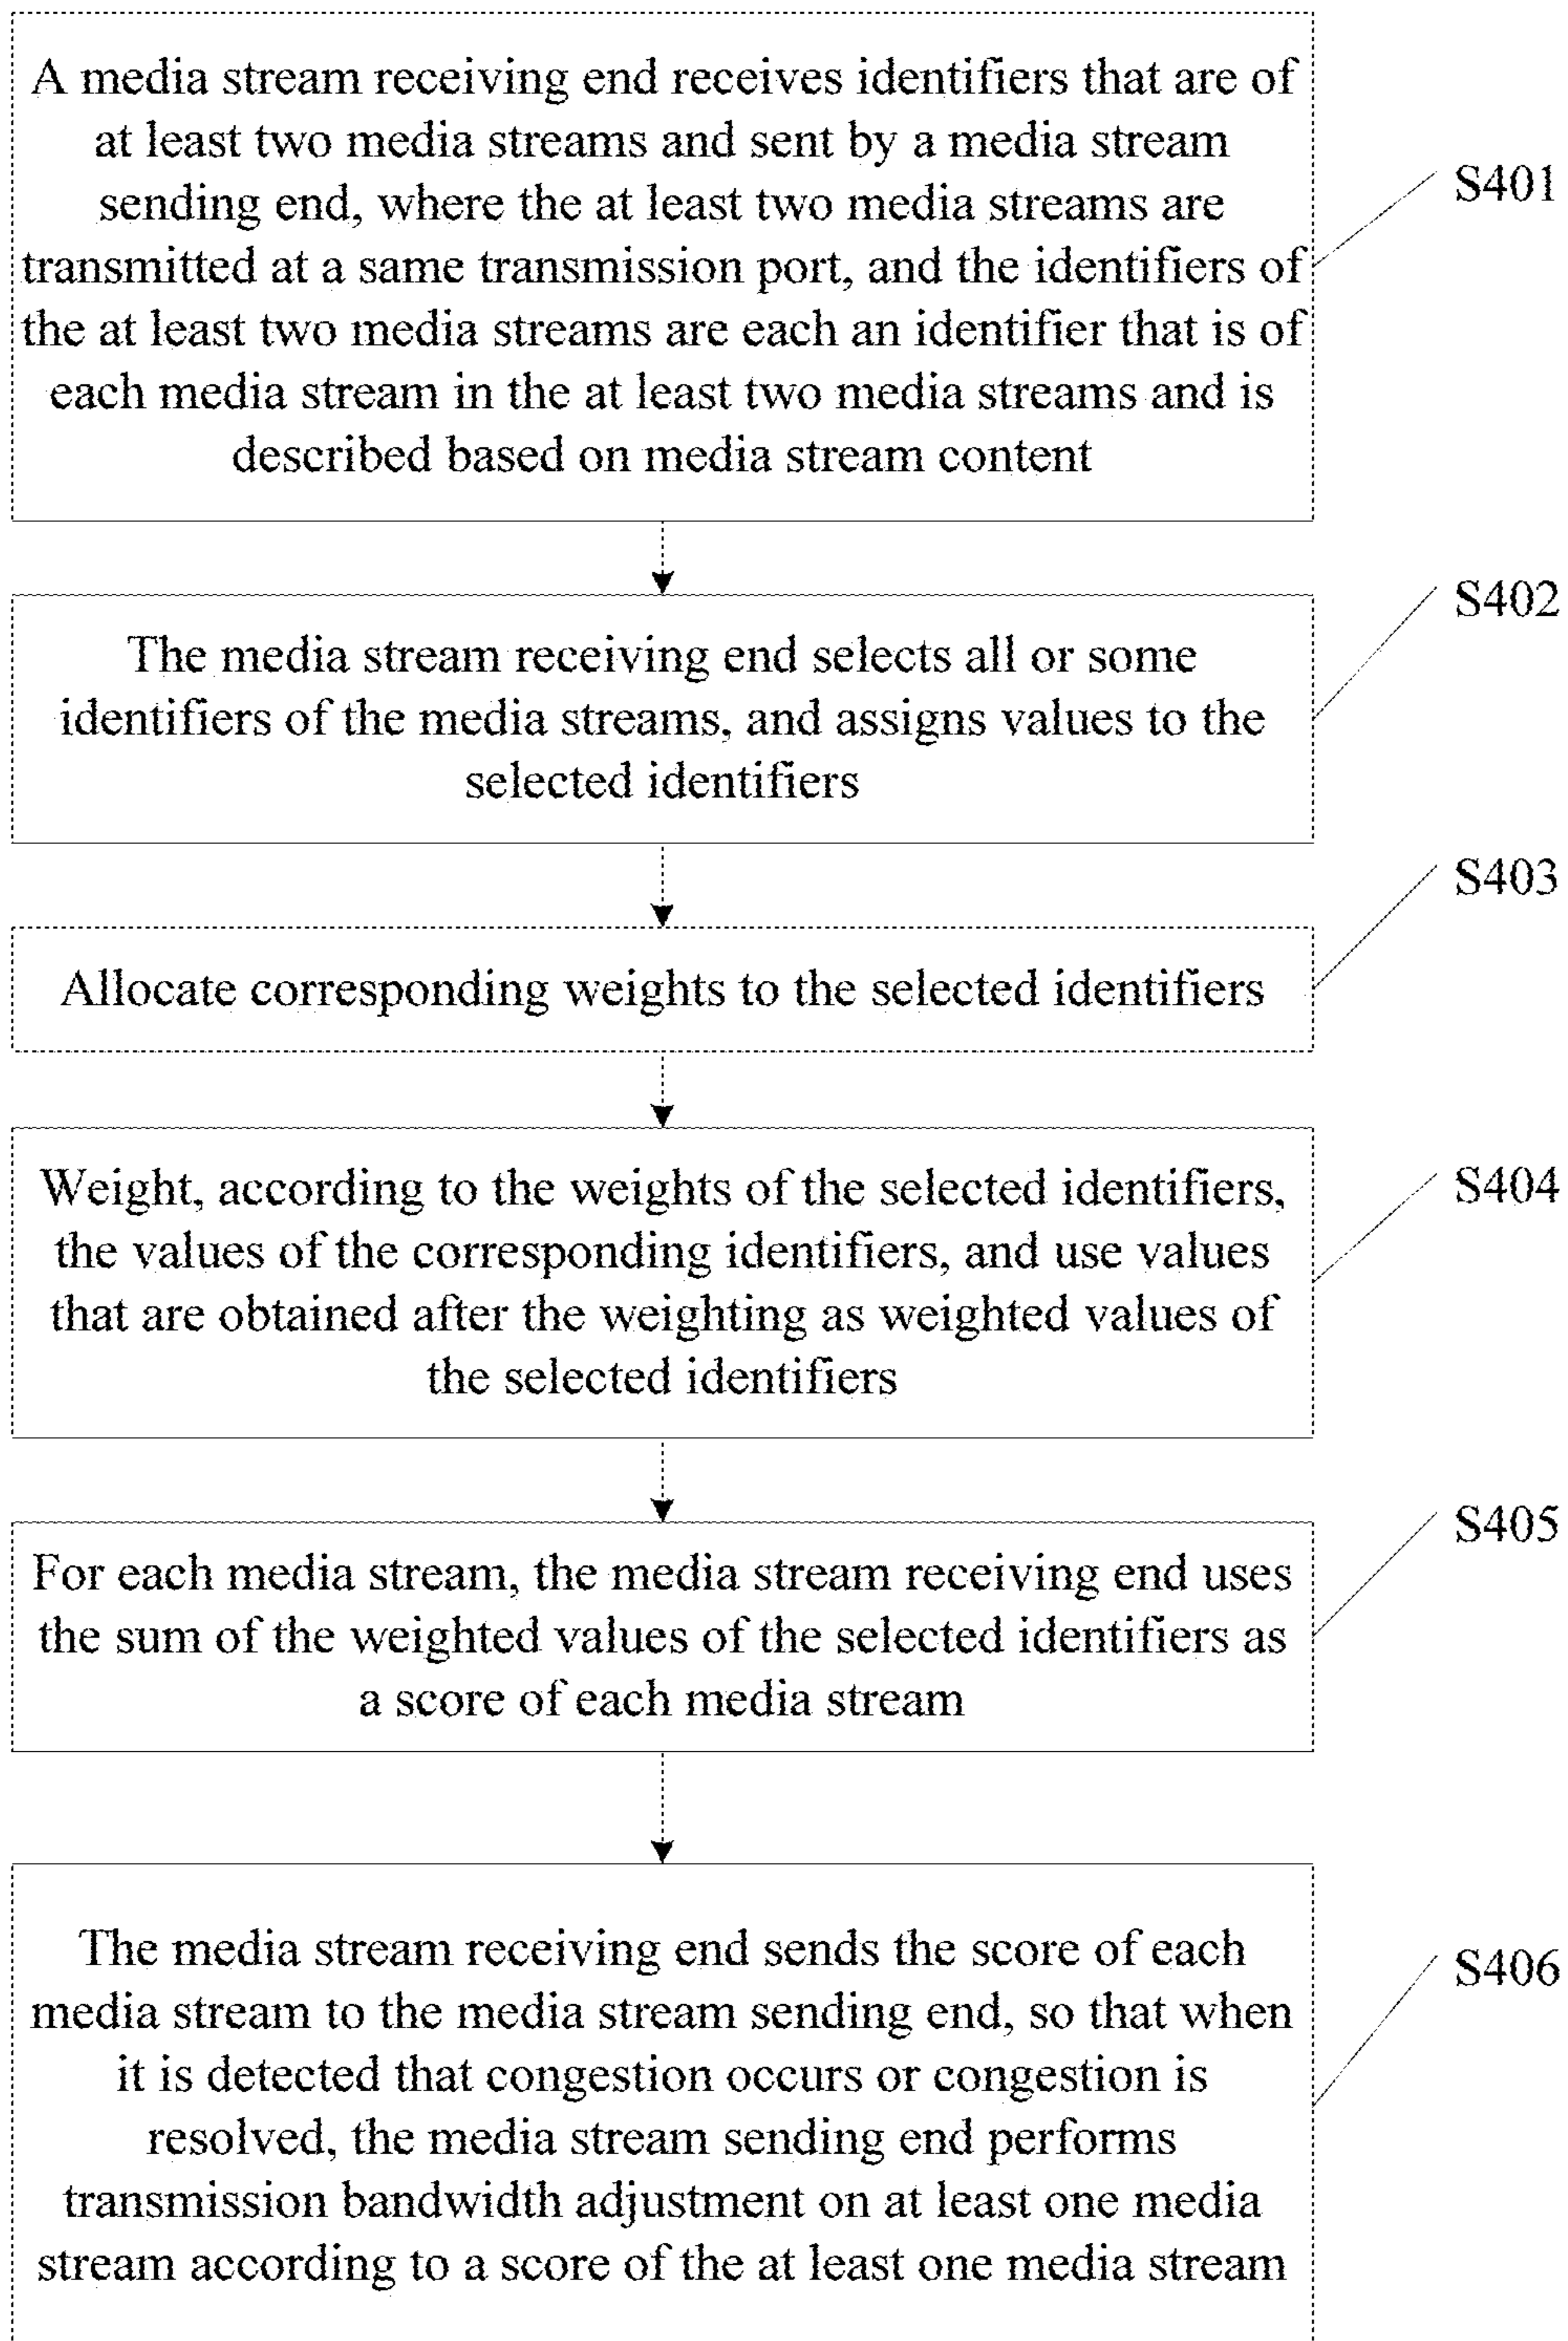 A media stream receiving end receives identifiers that are of
at least two media streams and sent by a media stream
sending end, where the at least two media streams are
transmitted at a same transmission port, and the identifiers of
the at least two media streams are each an identifier that is of
each media stream in the at least two media streams and is
described based on media stream content
S401
The media stream receiving end selects all or some
identifiers of the media streams, and assigns values to the
selected identifiers
S402
Allocate corresponding weights to the selected identifiers
S403
Weight, according to the weights of the selected identifiers,
the values of the corresponding identifiers, and use values
that are obtained after the weighting as weighted values of
the selected identifiers
S404
For each media stream, the media stream receiving end uses
the sum of the weighted values of the selected identifiers as
a score of each media stream
S405
The media stream receiving end sends the score of each
media stream to the media stream sending end, so that when
it is detected that congestion occurs or congestion is
resolved, the media stream sending end performs
transmission bandwidth adjustment on at least one media
stream according to a score of the at least one media stream
S406